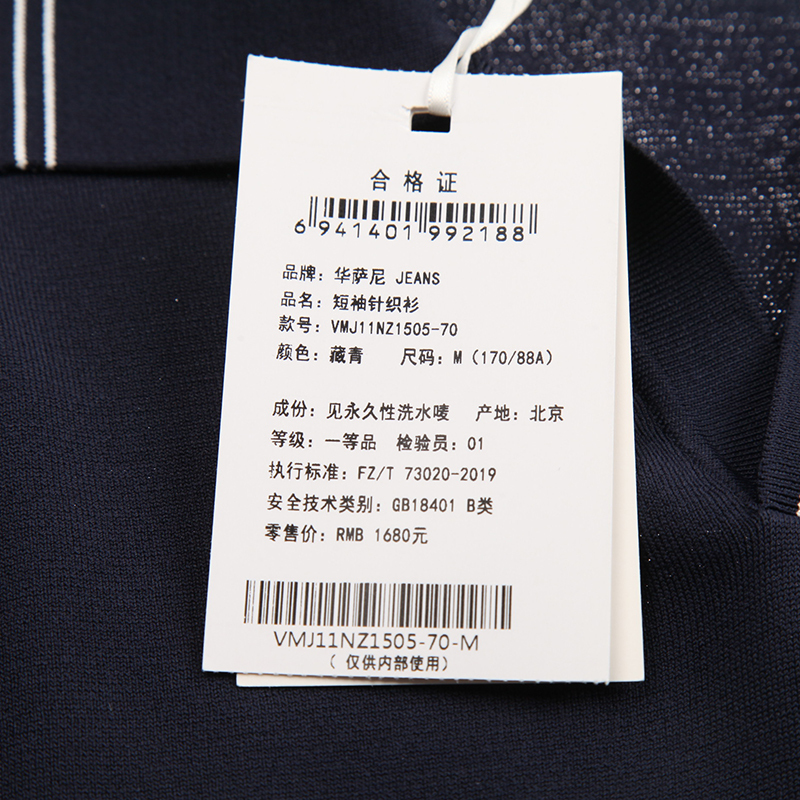 合格证
6 941401 992188
品牌：华萨尼 JEANS
品名：短袖针织衫
款号：VMJ11NZ1505-70
颜色：藏青 尺码：M（170/88A）
成份：见永久性洗水唛 产地：北京
等级：一等品 检验员：01
执行标准：FZ/T 73020-2019
安全技术类别：GB18401 B类
零售价：RMB 1680元
VMJ11NZ1505-70-M
（仅供内部使用）